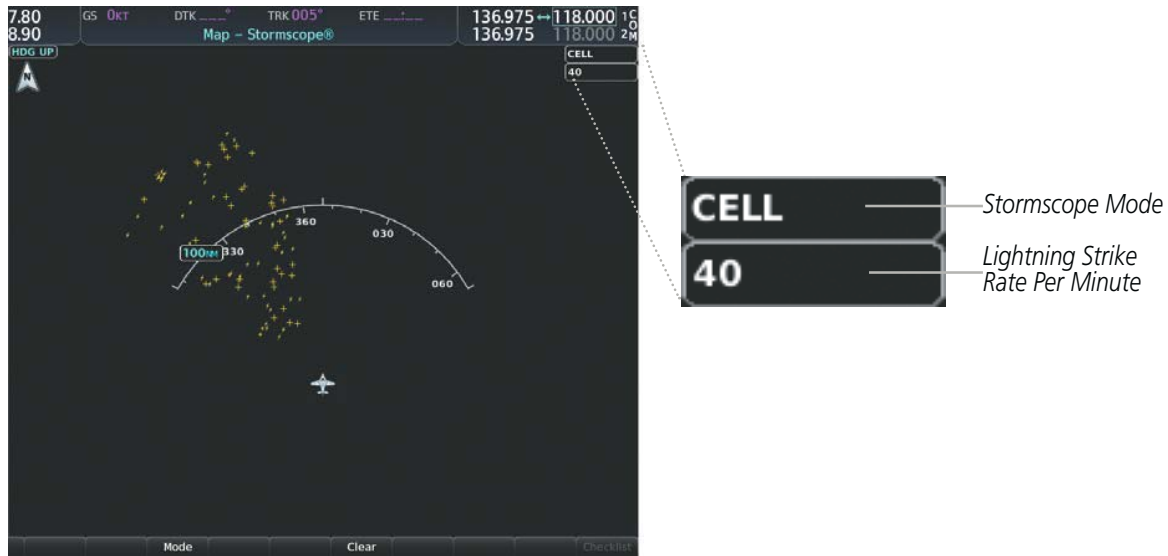 7.80 GS 0KT DTK ___° TRK 005° ETE __:__ 136.975 ↔ 118.000 1 C
8.90 Map – Stormscope® 136.975 118.000 2 M
O
HDG UP
N
CELL
40
360
030
330
060
100NM
Mode Clear Checklist
CELL
40
Stormscope Mode
Lightning Strike
Rate Per Minute